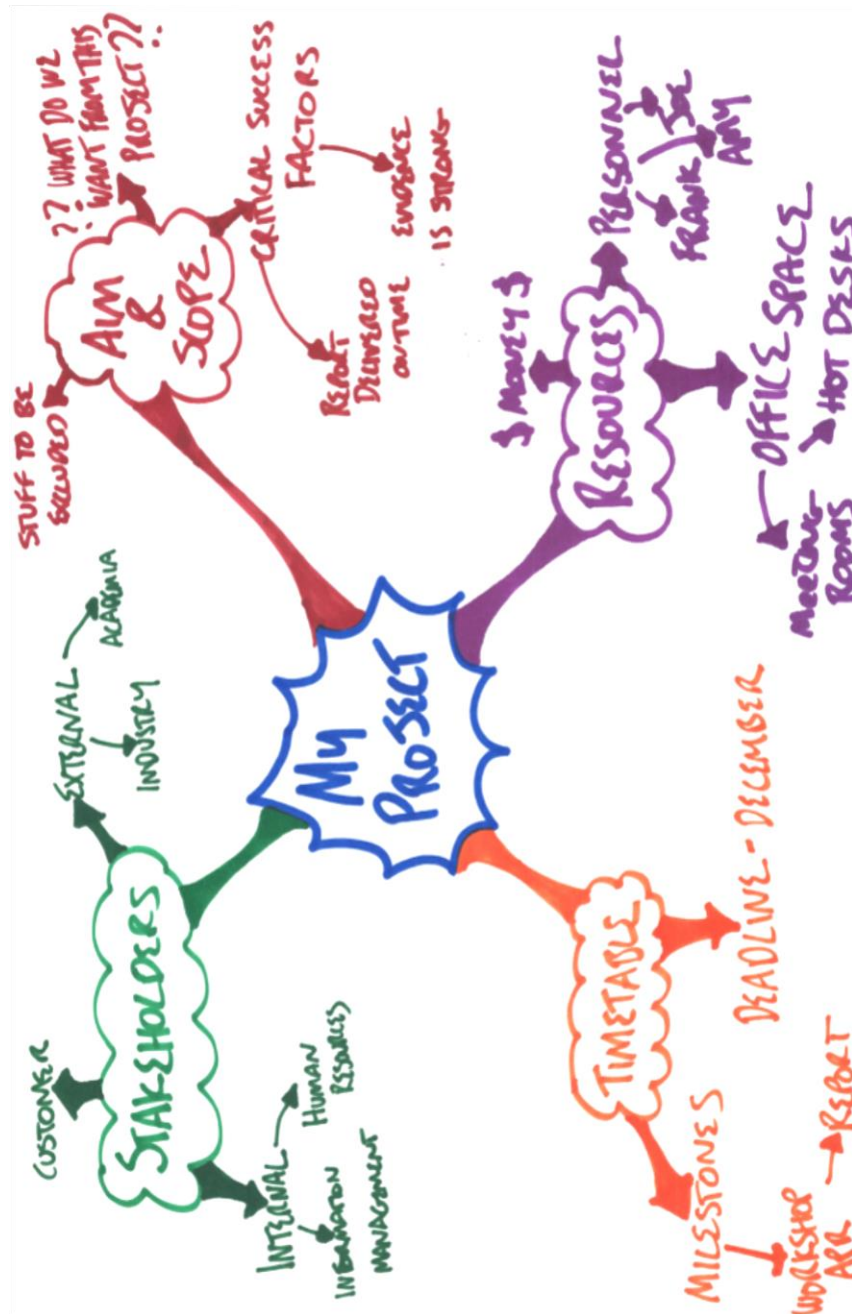 MY
PROJECT
STAKEHOLDERS
CUSTOMER
EXTERNAL
INDUSTRY
ACADEMIA
INTERNAL
INFORMATION
MANAGEMENT
HUMAN
RESOURCES
AIM
&
SCOPE
STUFF TO BE
EXCLUDED
?? WHAT DO WE
WANT FROM THIS
PROJECT??
CRITICAL SUCCESS
FACTORS
REPORT
DELIVERED
ON TIME
EVIDENCE
IS STRONG
TIMETABLE
MILESTONES
WORKSHOP
APR
REPORT
DEADLINE - DECEMBER
RESOURCES
$ MONEY $
PERSONNEL
FRANK
AMY
JOE
OFFICE SPACE
MEETING
ROOMS
HOT DESKS